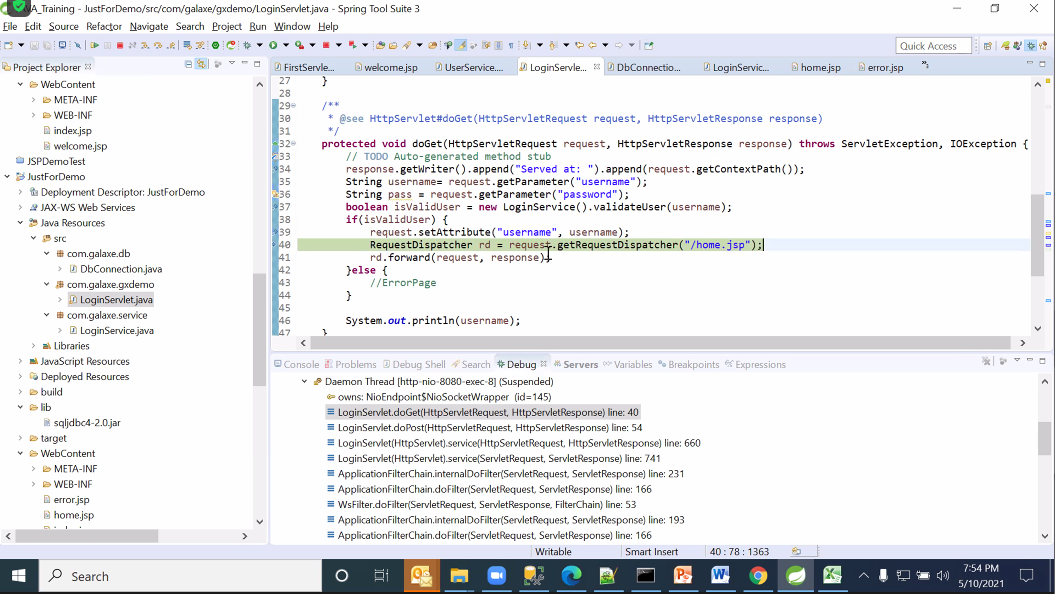 VA_Training - JustForDemo/src/com/galaxe/gxdemo/LoginServlet.java - Spring Tool Suite 3
File Edit Source Refactor Navigate Search Project Run Window Help
Quick Access
Project Explorer
WebContent
META-INF
WEB-INF
index.jsp
welcome.jsp
JSPDemoTest
JustForDemo
Deployment Descriptor: JustForDemo
JAX-WS Web Services
Java Resources
src
com.galaxe.db
DbConnection.java
com.galaxe.gxdemo
LoginServlet.java
com.galaxe.service
LoginService.java
Libraries
JavaScript Resources
Deployed Resources
build
lib
sqljdbc4-2.0.jar
target
WebContent
META-INF
WEB-INF
error.jsp
home.jsp
FirstServle... welcome.jsp UserService.... LoginServle... DbConnectio... LoginServic... home.jsp error.jsp
27 }
28
29 /**
30 * @see HttpServlet#doGet(HttpServletRequest request, HttpServletResponse response)
31 */
32 protected void doGet(HttpServletRequest request, HttpServletResponse response) throws ServletException, IOException {
33 // TODO Auto-generated method stub
34 response.getWriter().append("Served at: ").append(request.getContextPath());
35 String username= request.getParameter("username");
36 String pass = request.getParameter("password");
37 boolean isValidUser = new LoginService().validateUser(username);
38 if(isValidUser) {
39 request.setAttribute("username", username);
40 RequestDispatcher rd = request.getRequestDispatcher("/home.jsp");
41 rd.forward(request, response);
42 }else {
43 //ErrorPage
44 }
45
46 System.out.println(username);
47 }
Console Problems Debug Shell Search Debug Servers Variables Breakpoints Expressions
Daemon Thread [http-nio-8080-exec-8] (Suspended)
owns: NioEndpoint$NioSocketWrapper (id=145)
LoginServlet.doGet(HttpServletRequest, HttpServletResponse) line: 40
LoginServlet.doPost(HttpServletRequest, HttpServletResponse) line: 54
LoginServlet(HttpServlet).service(HttpServletRequest, HttpServletResponse) line: 660
LoginServlet(HttpServlet).service(ServletRequest, ServletResponse) line: 741
ApplicationFilterChain.internalDoFilter(ServletRequest, ServletResponse) line: 231
ApplicationFilterChain.doFilter(ServletRequest, ServletResponse) line: 166
WsFilter.doFilter(ServletRequest, ServletResponse, FilterChain) line: 53
ApplicationFilterChain.internalDoFilter(ServletRequest, ServletResponse) line: 193
ApplicationFilterChain.doFilter(ServletRequest, ServletResponse) line: 166
Writable Smart Insert 40 : 78 : 1363
Search
7:54 PM
5/10/2021